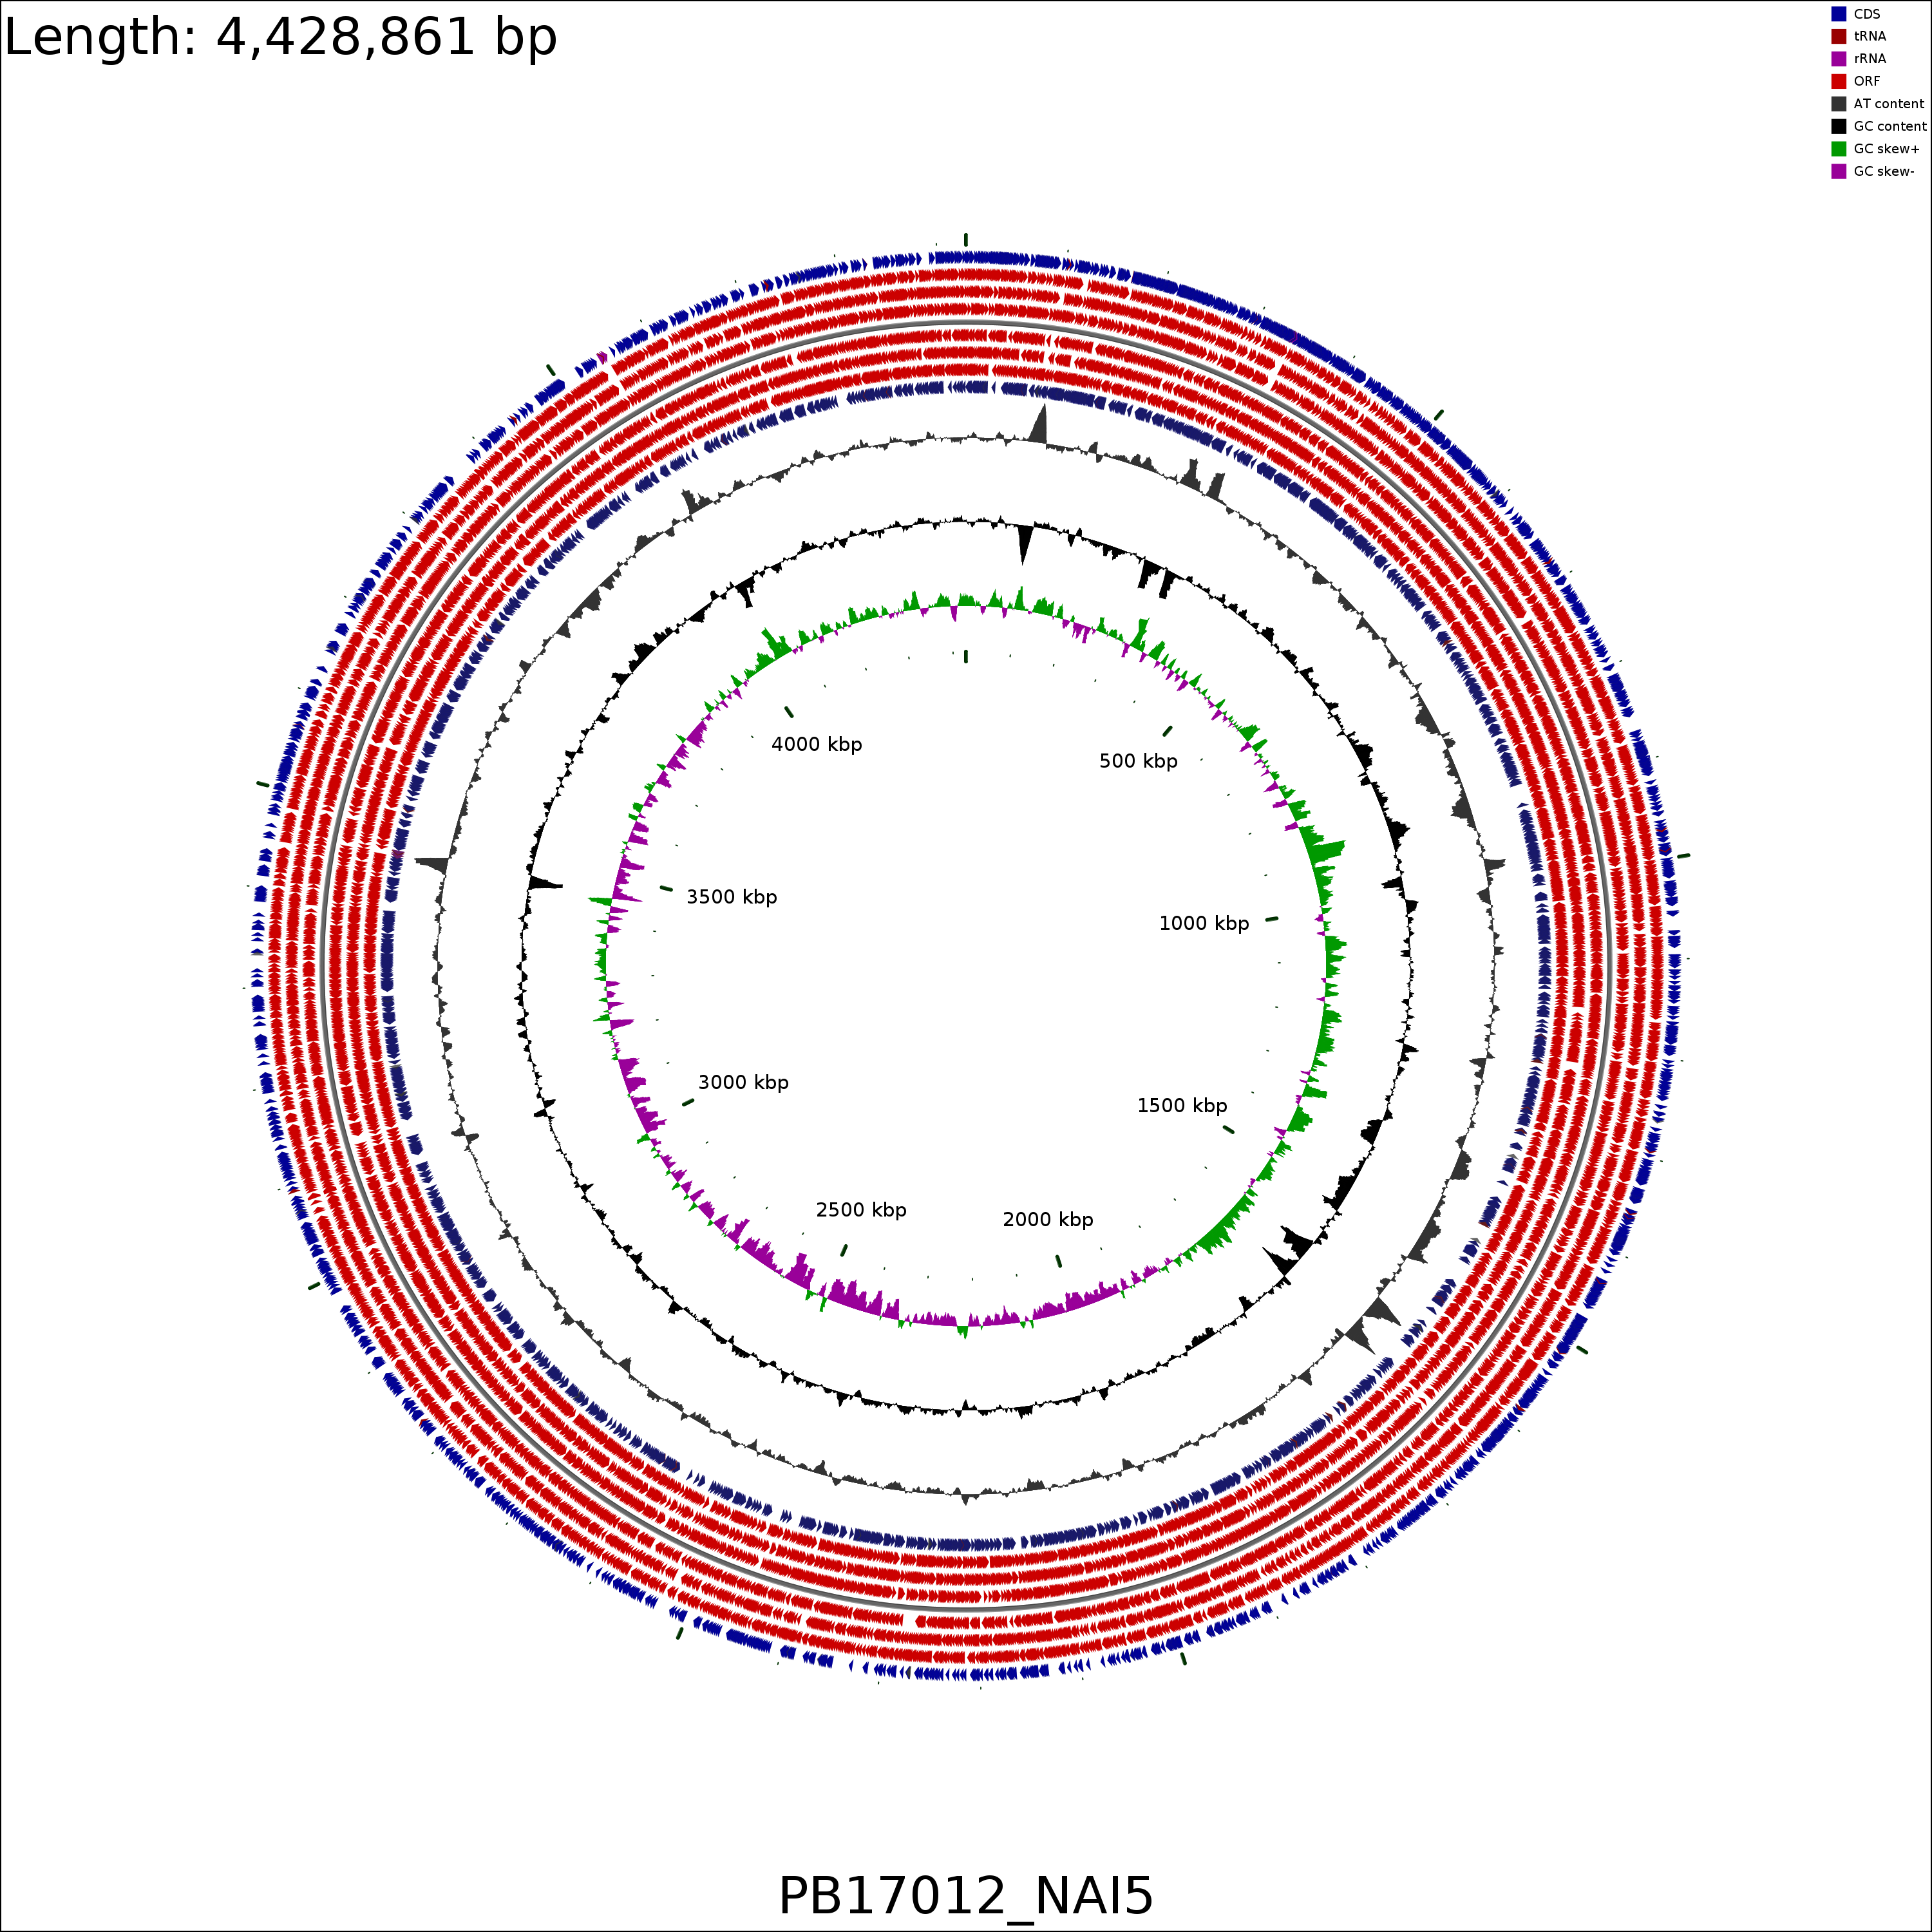 Length: 4,428,861 bp
CDS
tRNA
rRNA
ORF
AT content
GC content
GC skew+
GC skew-
4000 kbp
500 kbp
3500 kbp
1000 kbp
3000 kbp
1500 kbp
2500 kbp
2000 kbp
PB17012_NAI5